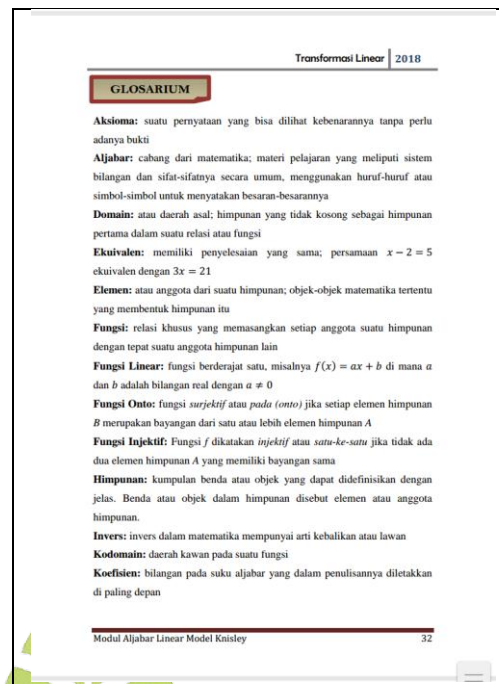 Transformasi Linear 2018
GLOSARIUM
Aksioma: suatu pernyataan yang bisa dilihat kebenarannya tanpa perlu
adanya bukti
Aljabar: cabang dari matematika; materi pelajaran yang meliputi sistem
bilangan dan sifat-sifatnya secara umum, menggunakan huruf-huruf atau
simbol-simbol untuk menyatakan besaran-besarannya
Domain: atau daerah asal; himpunan yang tidak kosong sebagai himpunan
pertama dalam suatu relasi atau fungsi
Ekuivalen: memiliki penyelesaian yang sama; persamaan x − 2 = 5
ekuivalen dengan 3x = 21
Elemen: atau anggota dari suatu himpunan; objek-objek matematika tertentu
yang membentuk himpunan itu
Fungsi: relasi khusus yang memasangkan setiap anggota suatu himpunan
dengan tepat suatu anggota himpunan lain
Fungsi Linear: fungsi berderajat satu, misalnya f(x) = ax + b di mana a
dan b adalah bilangan real dengan a ≠ 0
Fungsi Onto: fungsi surjektif atau pada (onto) jika setiap elemen himpunan
B merupakan bayangan dari satu atau lebih elemen himpunan A
Fungsi Injektif: Fungsi f dikatakan injektif atau satu-ke-satu jika tidak ada
dua elemen himpunan A yang memiliki bayangan sama
Himpunan: kumpulan benda atau objek yang dapat didefinisikan dengan
jelas. Benda atau objek dalam himpunan disebut elemen atau anggota
himpunan.
Invers: invers dalam matematika mempunyai arti kebalikan atau lawan
Kodomain: daerah kawan pada suatu fungsi
Koefisien: bilangan pada suku aljabar yang dalam penulisannya diletakkan
di paling depan
Modul Aljabar Linear Model Knisley 32